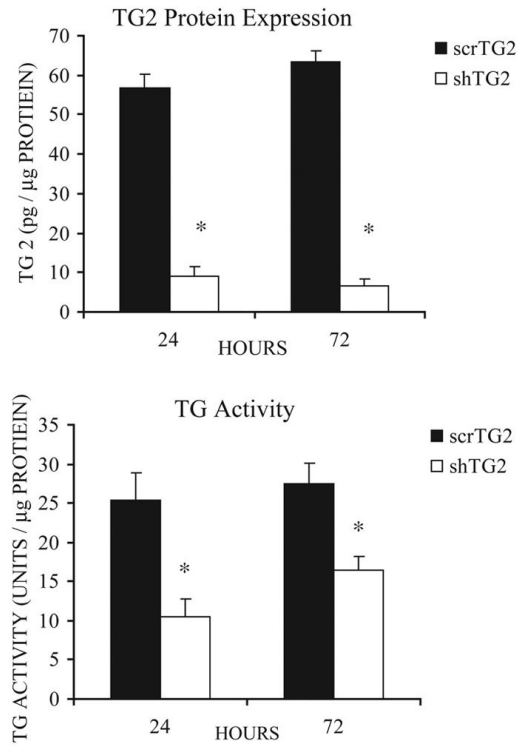 TG2 Protein Expression
scrTG2
shTG2
TG 2 (pg / µg PROTIEIN)
70
60
50
40
30
20
10
0
*
*
24
72
HOURS
TG Activity
scrTG2
shTG2
TG ACTIVITY (UNITS / µg PROTIEIN)
35
30
25
20
15
10
5
0
*
*
24
72
HOURS